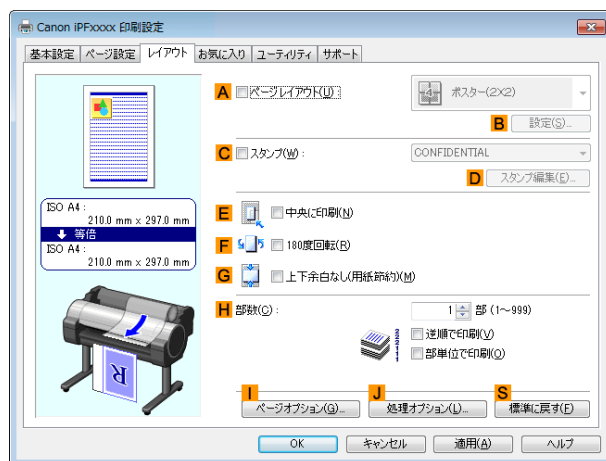 Canon iPFxxxx 印刷設定
基本設定 ページ設定 レイアウト お気に入り ユーティリティ サポート
A ページレイアウト(U) :
4 ポスター(2×2)
B 設定(S)...
C スタンプ(W) :
CONFIDENTIAL
D スタンプ編集(E)...
ISO A4 :
210.0 mm x 297.0 mm
等倍
ISO A4 :
210.0 mm x 297.0 mm
E 中央に印刷(N)
F 180度回転(R)
G 上下余白なし(用紙節約)(M)
H 部数(C) :
1 部 (1～999)
逆順で印刷(V)
部単位で印刷(O)
3
2
2
1
1
R
I
ページオプション(G)...
J
処理オプション(L)...
S
標準に戻す(F)
OK キャンセル 適用(A) ヘルプ